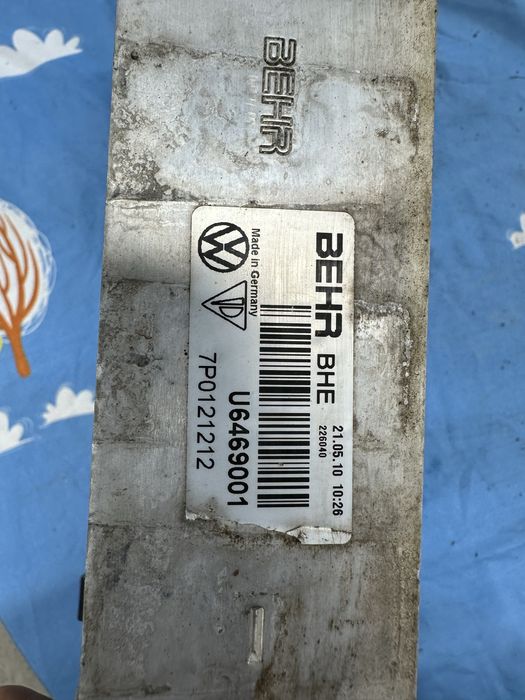 BEHR
BEHR BHE
21.05.10 10:26
226040
Made in Germany
U6469001
7P0121212